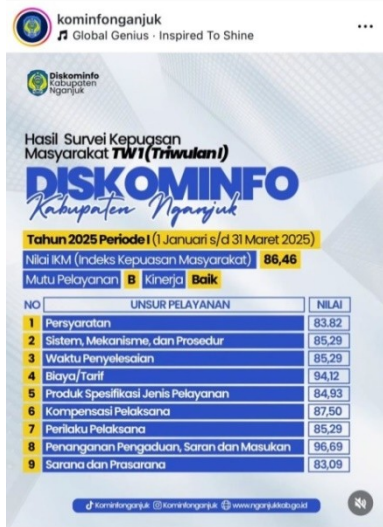 kominfonganjuk
Global Genius · Inspired To Shine
Diskominfo
Kabupaten
Nganjuk
Hasil Survei Kepuasan
Masyarakat TW1 (Triwulan I)
DISKOMINFO
Kabupaten Nganjuk
Tahun 2025 Periode I (1 Januari s/d 31 Maret 2025)
Nilai IKM (Indeks Kepuasan Masyarakat) 86,46
Mutu Pelayanan B Kinerja Baik
NO UNSUR PELAYANAN NILAI
1 Persyaratan 83.82
2 Sistem, Mekanisme, dan Prosedur 85,29
3 Waktu Penyelesaian 85,29
4 Biaya/Tarif 94,12
5 Produk Spesifikasi Jenis Pelayanan 84,93
6 Kompensasi Pelaksana 87,50
7 Perilaku Pelaksana 85,29
8 Penanganan Pengaduan, Saran dan Masukan 96,69
9 Sarana dan Prasarana 83,09
Kominfonganjuk Kominfonganjuk www.nganjukkab.go.id